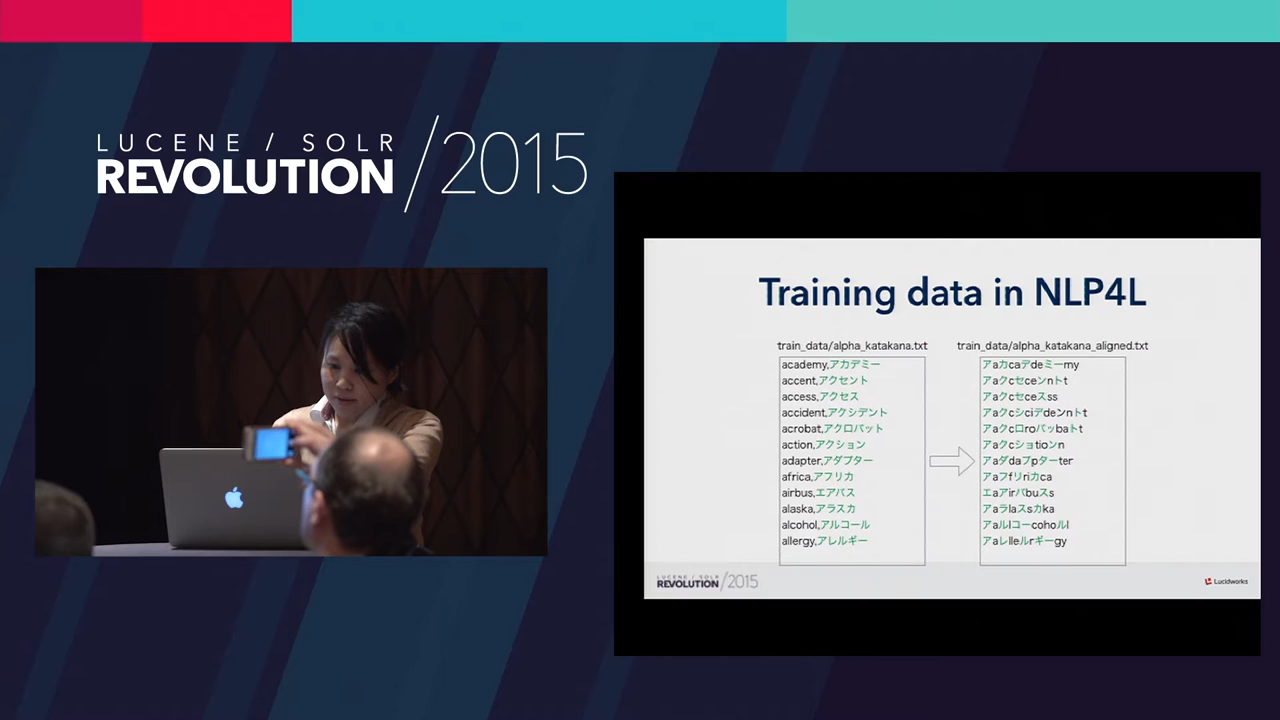 LUCENE / SOLR
REVOLUTION /2015
Training data in NLP4L
train_data/alpha_katakana.txt
academy,アカデミー
accent,アクセント
access,アクセス
accident,アクシデント
acrobat,アクロバット
action,アクション
adapter,アダプター
africa,アフリカ
airbus,エアバス
alaska,アラスカ
alcohol,アルコール
allergy,アレルギー
train_data/alpha_katakana_aligned.txt
アaカcaデdeミーmy
アaクcセceンnトt
アaクcセceスss
アaクcシciデdeンnトt
アaクcロroバッbaトt
アaクcショtioンn
アaダdaプpターter
アaフfリriカca
エaアirバbuスs
アaラlaスsカka
アaルlコーcohoルl
アaレlleルrギーgy
LUCENE / SOLR
REVOLUTION /2015
Lucidworks